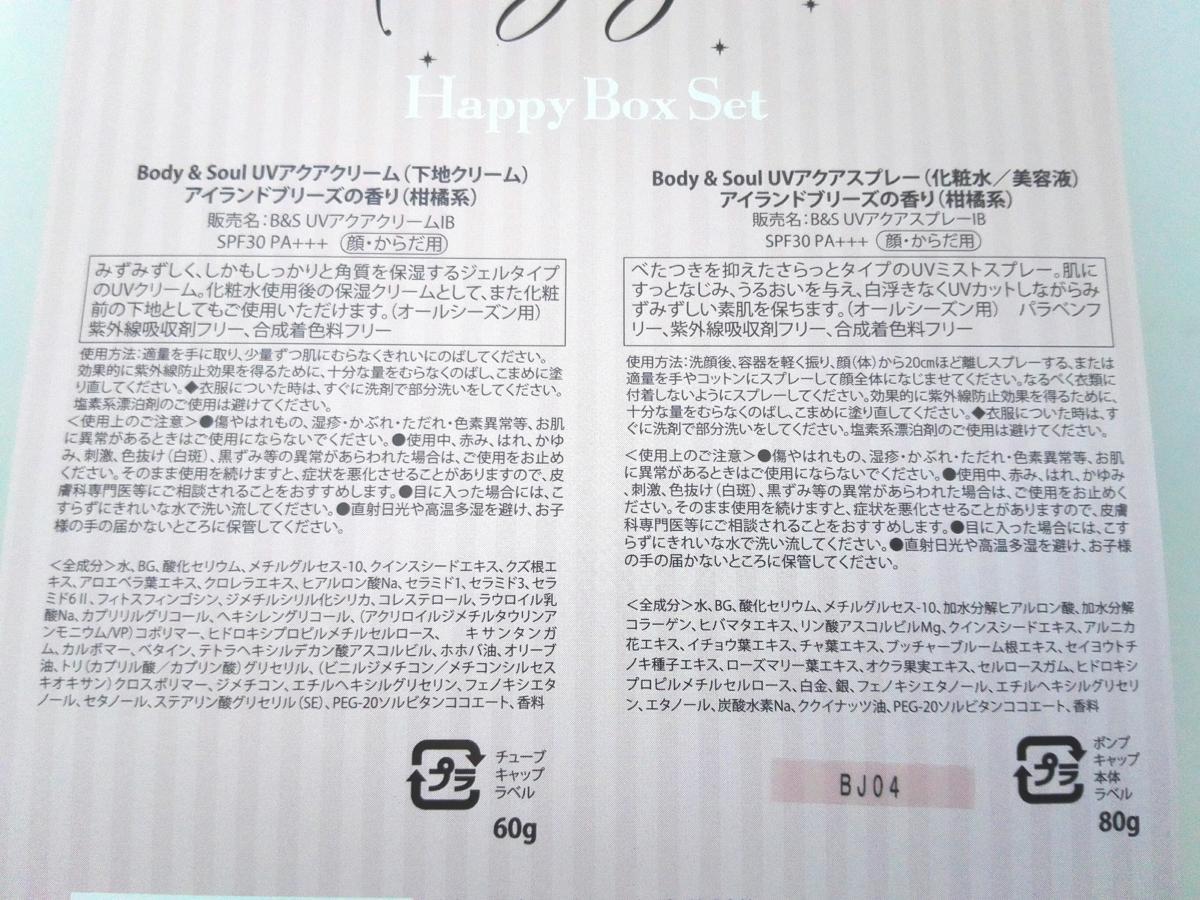 Happy Box Set
Body & Soul UVアクアクリーム（下地クリーム）
アイランドブリーズの香り（柑橘系）
販売名：B&S UVアクアクリームIB
SPF30 PA+++ 顔・からだ用
みずみずしく、しかもしっかりと角質を保湿するジェルタイプ
のUVクリーム。化粧水使用後の保湿クリームとして、また化粧
前の下地としてもご使用いただけます。（オールシーズン用）
紫外線吸収剤フリー、合成着色料フリー
使用方法：適量を手に取り、少量ずつ肌にむらなくきれいにのばしてください。
効果的に紫外線防止効果を得るために、十分な量をむらなくのばし、こまめに塗
り直してください。◆衣服についた時は、すぐに洗剤で部分洗いをしてください。
塩素系漂白剤のご使用は避けてください。
＜使用上のご注意＞●傷やはれもの、湿疹・かぶれ・ただれ・色素異常等、お肌
に異常があるときはご使用にならないでください。●使用中、赤み、はれ、かゆ
み、刺激、色抜け（白斑）、黒ずみ等の異常があらわれた場合は、ご使用をお止め
ください。そのまま使用を続けますと、症状を悪化させることがありますので、皮
膚科専門医等にご相談されることをおすすめします。●目に入った場合には、こ
すらずにきれいな水で洗い流してください。●直射日光や高温多湿を避け、お子
様の手の届かないところに保管してください。
＜全成分＞水、BG、酸化セリウム、メチルグルセス-10、クインスシードエキス、クズ根エ
キス、アロエベラ葉エキス、クロレラエキス、ヒアルロン酸Na、セラミド1、セラミド3、セラ
ミド6Ⅱ、フィトスフィンゴシン、ジメチルシリル化シリカ、コレステロール、ラウロイル乳
酸Na、カプリリルグリコール、ヘキシレングリコール、（アクリロイルジメチルタウリンア
ンモニウム/VP）コポリマー、ヒドロキシプロピルメチルセルロース、 キサンタンガ
ム、カルボマー、ベタイン、テトラヘキシルデカン酸アスコルビル、ホホバ油、オリーブ
油、トリ（カプリル酸／カプリン酸）グリセリル、（ビニルジメチコン／メチコンシルセス
キオキサン）クロスポリマー、ジメチコン、エチルヘキシルグリセリン、フェノキシエタ
ノール、セタノール、ステアリン酸グリセリル（SE）、PEG-20ソルビタンココエート、香料
プラ
チューブ
キャップ
ラベル
60g
Body & Soul UVアクアスプレー（化粧水／美容液）
アイランドブリーズの香り（柑橘系）
販売名：B&S UVアクアスプレーIB
SPF30 PA+++ 顔・からだ用
べたつきを抑えたさらっとタイプのUVミストスプレー。肌に
すっとなじみ、うるおいを与え、白浮きなくUVカットしながらみ
ずみずしい素肌を保ちます。（オールシーズン用） パラベンフ
リー、紫外線吸収剤フリー、合成着色料フリー
使用方法：洗顔後、容器を軽く振り、顔（体）から20cmほど離しスプレーする、または
適量を手やコットンにスプレーして顔全体になじませてください。なるべく衣類に
付着しないようにスプレーしてください。効果的に紫外線防止効果を得るために、
十分な量をむらなくのばし、こまめに塗り直してください。◆衣服についた時は、す
ぐに洗剤で部分洗いをしてください。塩素系漂白剤のご使用は避けてください。
＜使用上のご注意＞●傷やはれもの、湿疹・かぶれ・ただれ・色素異常等、お肌
に異常があるときはご使用にならないでください。●使用中、赤み、はれ、かゆみ
、刺激、色抜け（白斑）、黒ずみ等の異常があらわれた場合は、ご使用をお止めく
ださい。そのまま使用を続けますと、症状を悪化させることがありますので、皮膚
科専門医等にご相談されることをおすすめします。●目に入った場合には、こす
らずにきれいな水で洗い流してください。●直射日光や高温多湿を避け、お子様
の手の届かないところに保管してください。
＜全成分＞水、BG、酸化セリウム、メチルグルセス-10、加水分解ヒアルロン酸、加水分解
コラーゲン、ヒバマタエキス、リン酸アスコルビルMg、クインスシードエキス、アルニカ
花エキス、イチョウ葉エキス、チャ葉エキス、ブッチャーブルーム根エキス、セイヨウトチ
ノキ種子エキス、ローズマリー葉エキス、オクラ果実エキス、セルロースガム、ヒドロキシ
プロピルメチルセルロース、白金、銀、フェノキシエタノール、エチルヘキシルグリセリ
ン、エタノール、炭酸水素Na、ククイナッツ油、PEG-20ソルビタンココエート、香料
BJ04
プラ
ポンプ
キャップ
本体
ラベル
80g